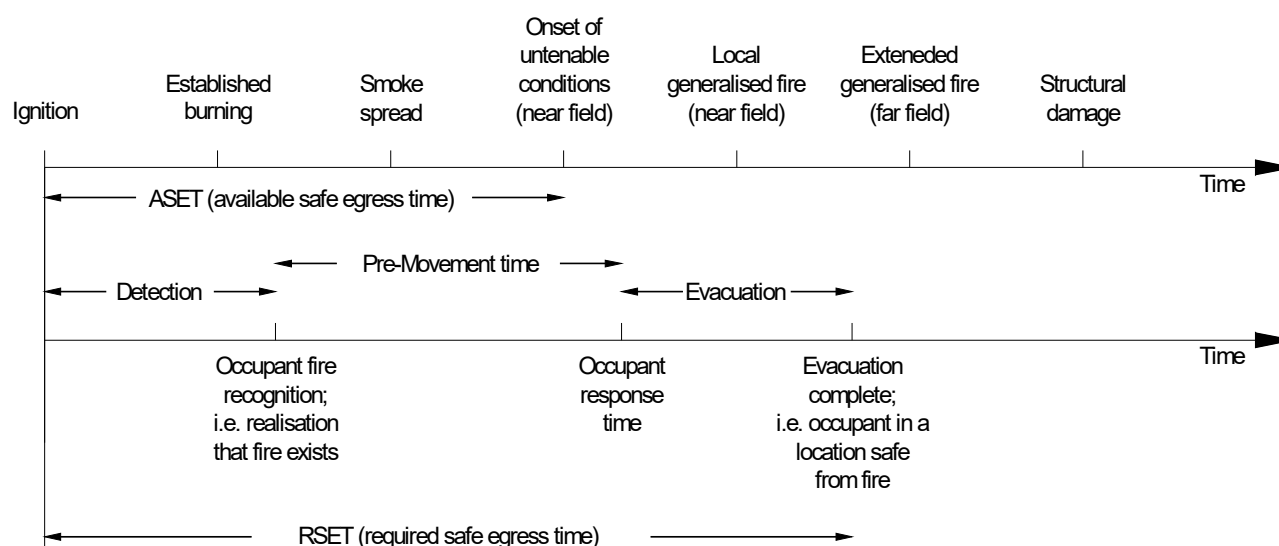 Ignition
Established
burning
Smoke
spread
Onset of
untenable
conditions
(near field)
Local
generalised fire
(near field)
Exteneded
generalised fire
(far field)
Structural
damage
Time
ASET (available safe egress time)
Pre-Movement time
Detection
Evacuation
Time
Occupant fire
recognition;
i.e. realisation
that fire exists
Occupant
response
time
Evacuation
complete;
i.e. occupant in a
location safe
from fire
RSET (required safe egress time)